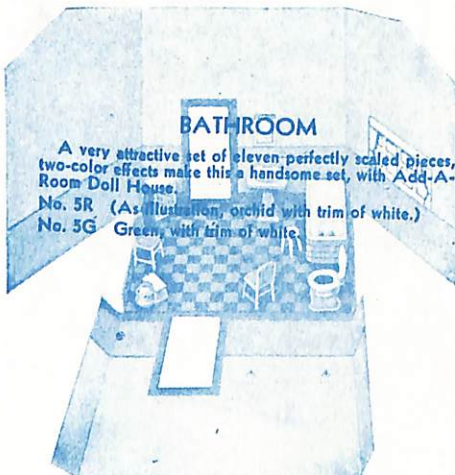 BATHROOM
A very attractive set of eleven perfectly scaled pieces,
two-color effects make this a handsome set, with Add-A-
Room Doll House.
No. 5R (As illustration, orchid with trim of white.)
No. 5G Green, with trim of white.